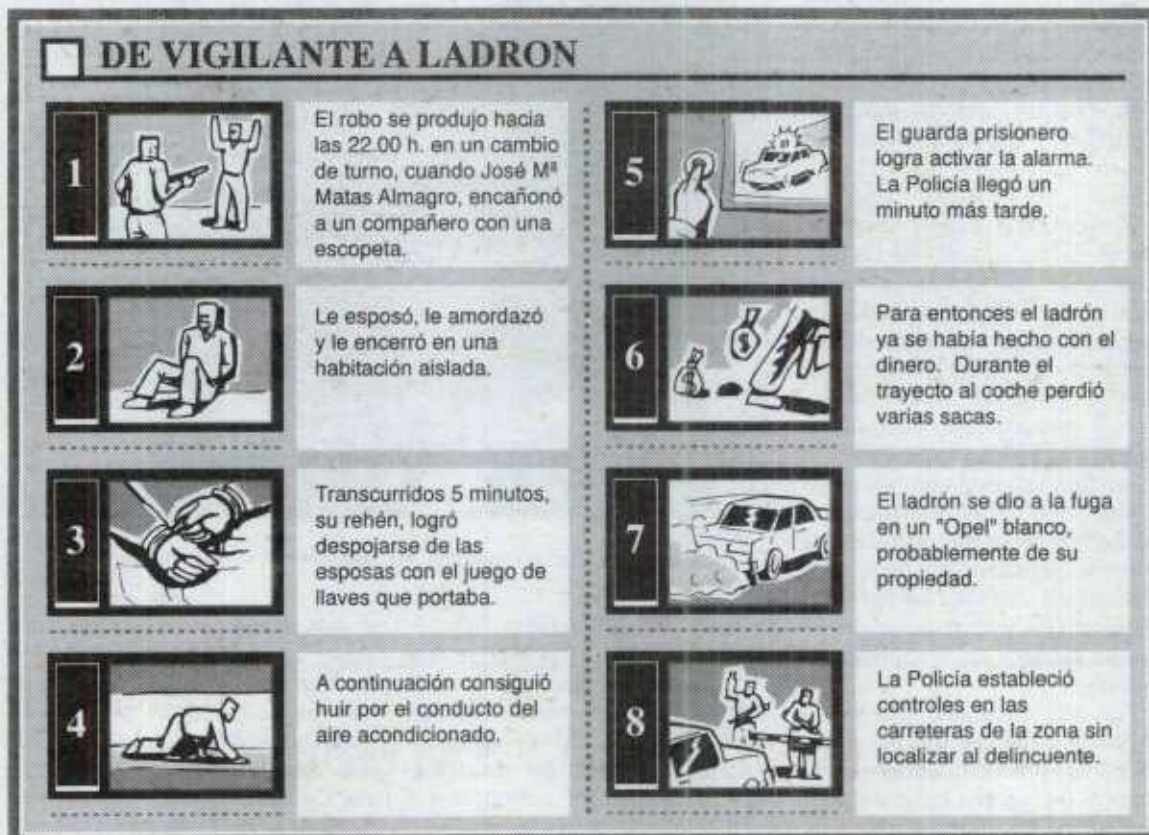 DE VIGILANTE A LADRON
1
El robo se produjo hacia
las 22.00 h. en un cambio
de turno, cuando José Mª
Matas Almagro, encañonó
a un compañero con una
escopeta.
2
Le esposó, le amordazó
y le encerró en una
habitación aislada.
3
Transcurridos 5 minutos,
su rehén, logró
despojarse de las
esposas con el juego de
llaves que portaba.
4
A continuación consiguió
huir por el conducto del
aire acondicionado.
5
El guarda prisionero
logra activar la alarma.
La Policía llegó un
minuto más tarde.
6
$
$
Para entonces el ladrón
ya se había hecho con el
dinero. Durante el
trayecto al coche perdió
varias sacas.
7
El ladrón se dio a la fuga
en un "Opel" blanco,
probablemente de su
propiedad.
8
La Policía estableció
controles en las
carreteras de la zona sin
localizar al delincuente.